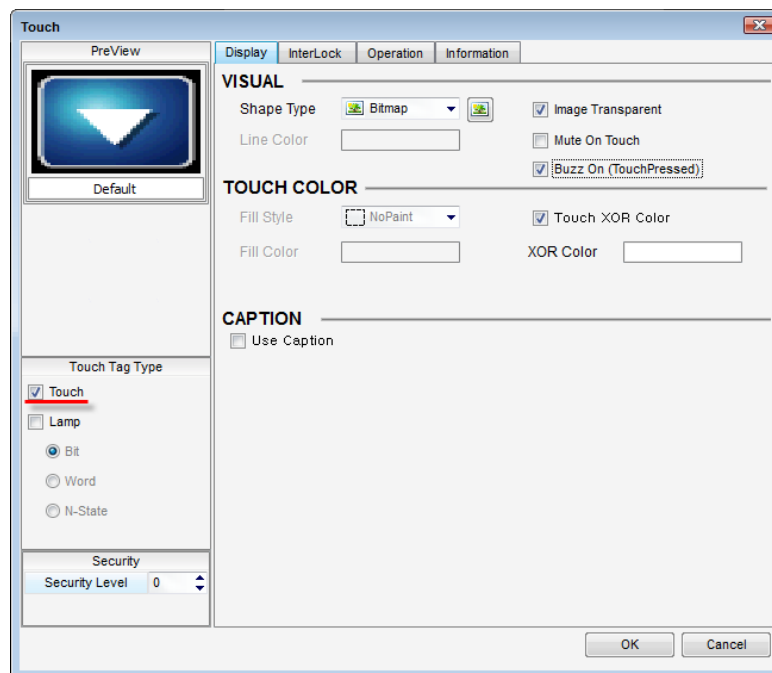 Touch
PreView
Default
Touch Tag Type
Touch
Lamp
Bit
Word
N-State
Security
Security Level 0
Display InterLock Operation Information
VISUAL
Shape Type Bitmap Image Transparent
Line Color Mute On Touch
Buzz On (TouchPressed)
TOUCH COLOR
Fill Style NoPaint Touch XOR Color
Fill Color XOR Color
CAPTION
Use Caption
OK Cancel